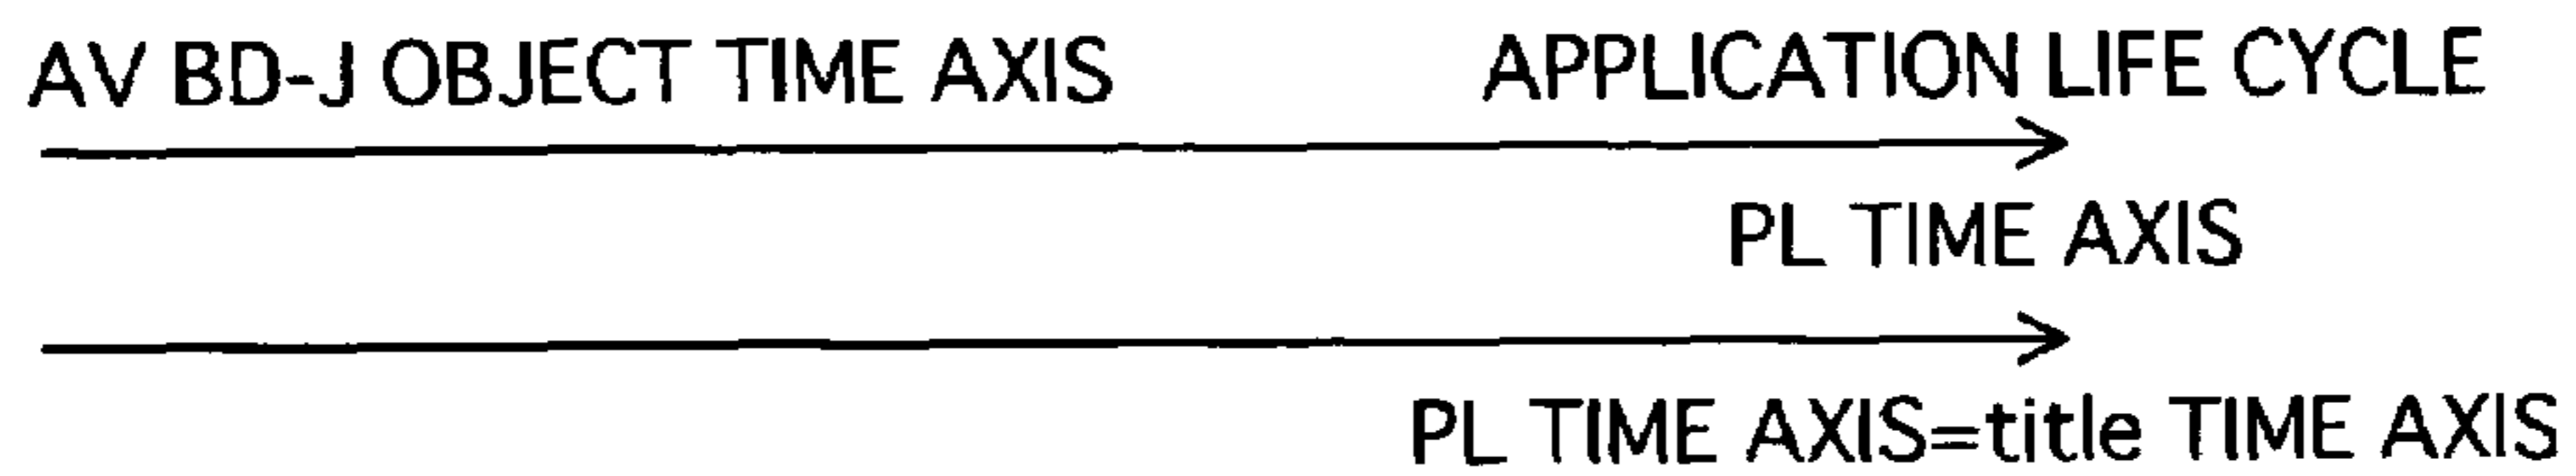 AV BD-J OBJECT TIME AXIS APPLICATION LIFE CYCLE
PL TIME AXIS
PL TIME AXIS=title TIME AXIS